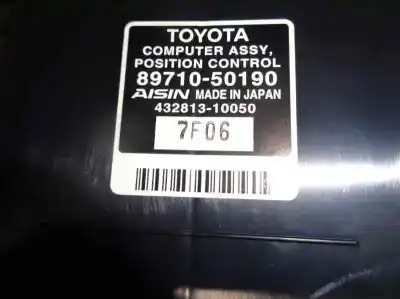 TOYOTA
COMPUTER ASSY,
POSITION CONTROL
89710-50190
AISIN MADE IN JAPAN
432813-10050
7F06